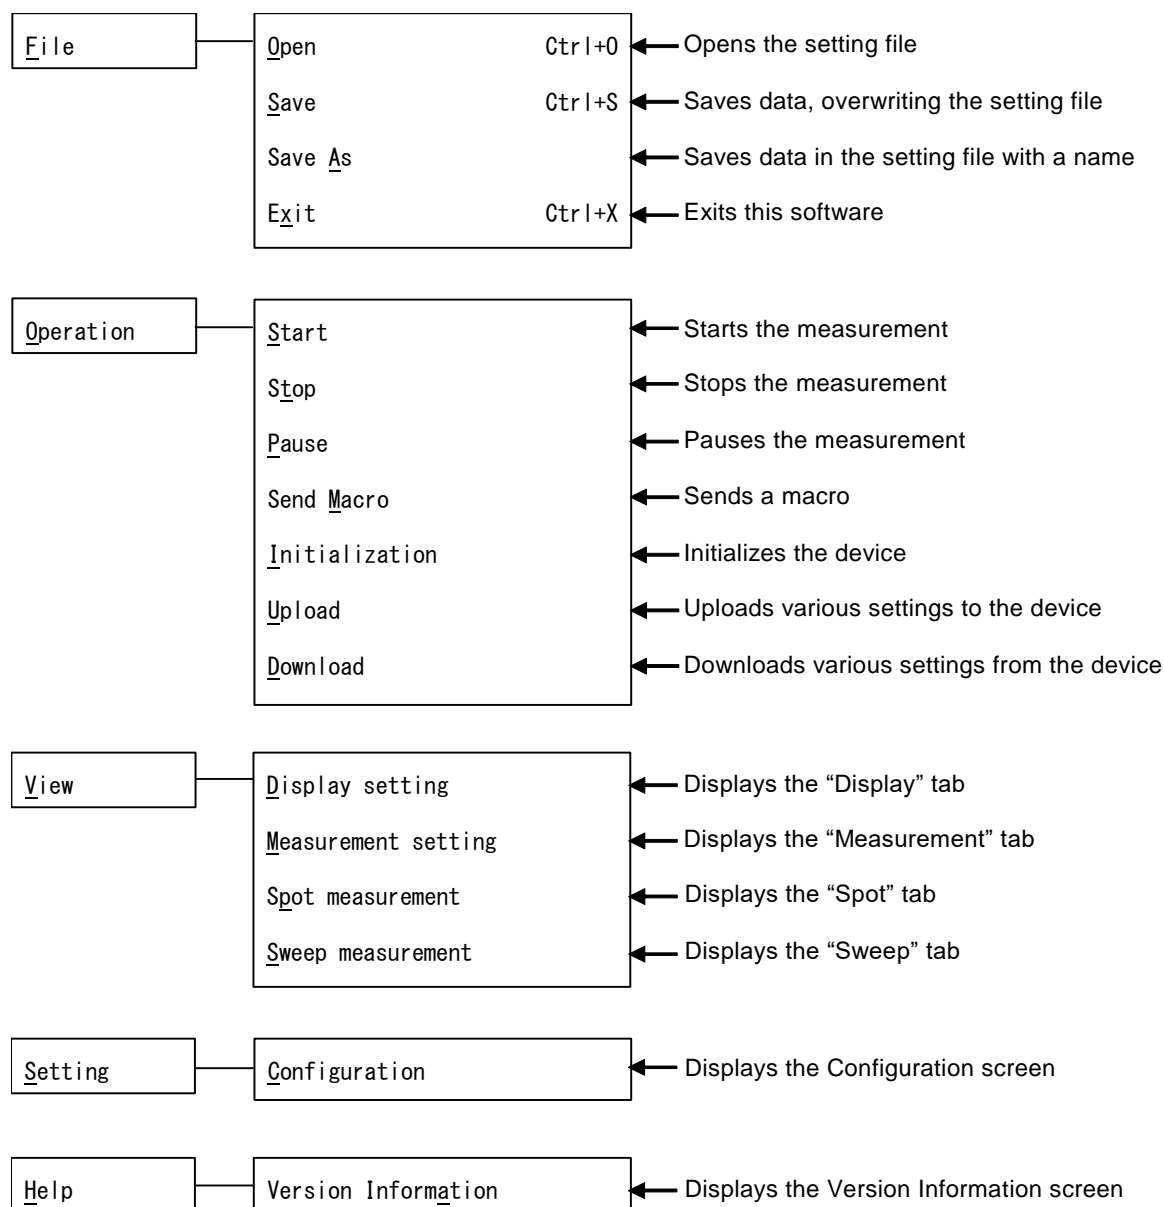 File Open Ctrl+O Opens the setting file
Save Ctrl+S Saves data, overwriting the setting file
Save As Saves data in the setting file with a name
Exit Ctrl+X Exits this software
Operation Start Starts the measurement
Stop Stops the measurement
Pause Pauses the measurement
Send Macro Sends a macro
Initialization Initializes the device
Upload Uploads various settings to the device
Download Downloads various settings from the device
View Display setting Displays the “Display” tab
Measurement setting Displays the “Measurement” tab
Spot measurement Displays the “Spot” tab
Sweep measurement Displays the “Sweep” tab
Setting Configuration Displays the Configuration screen
Help Version Information Displays the Version Information screen